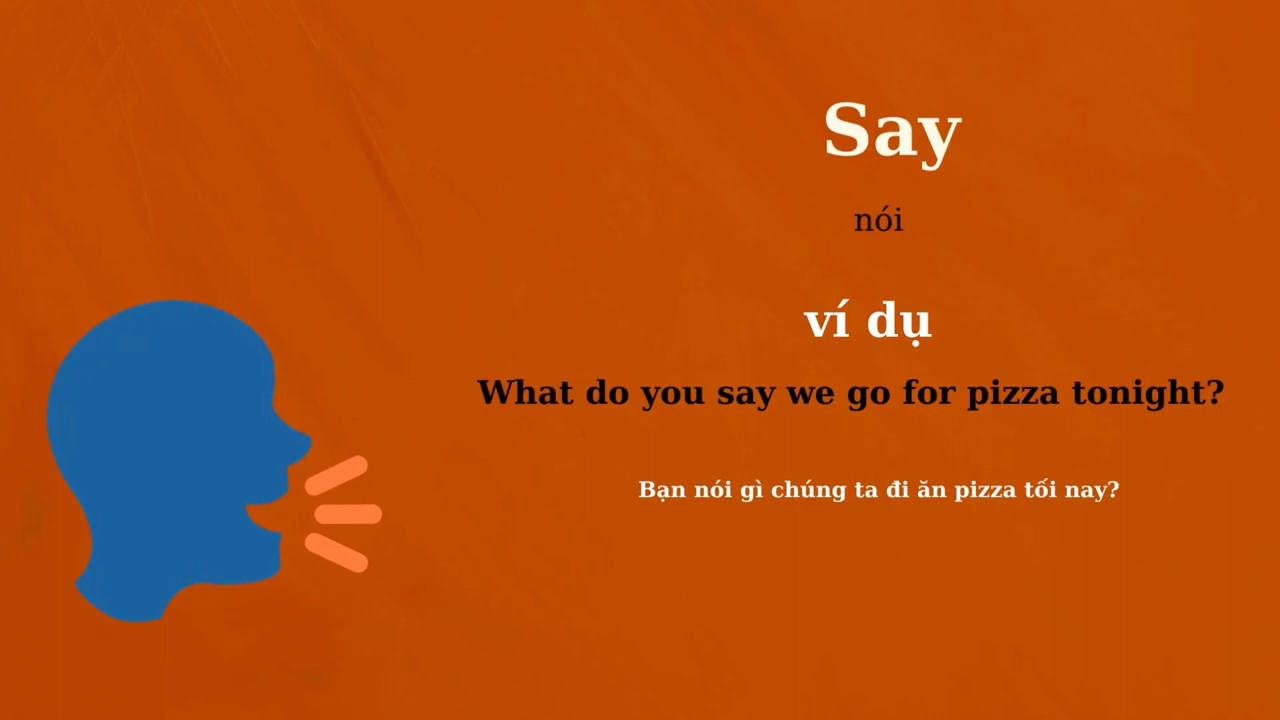 Say
nói
ví dụ
What do you say we go for pizza tonight?
Bạn nói gì chúng ta đi ăn pizza tối nay?